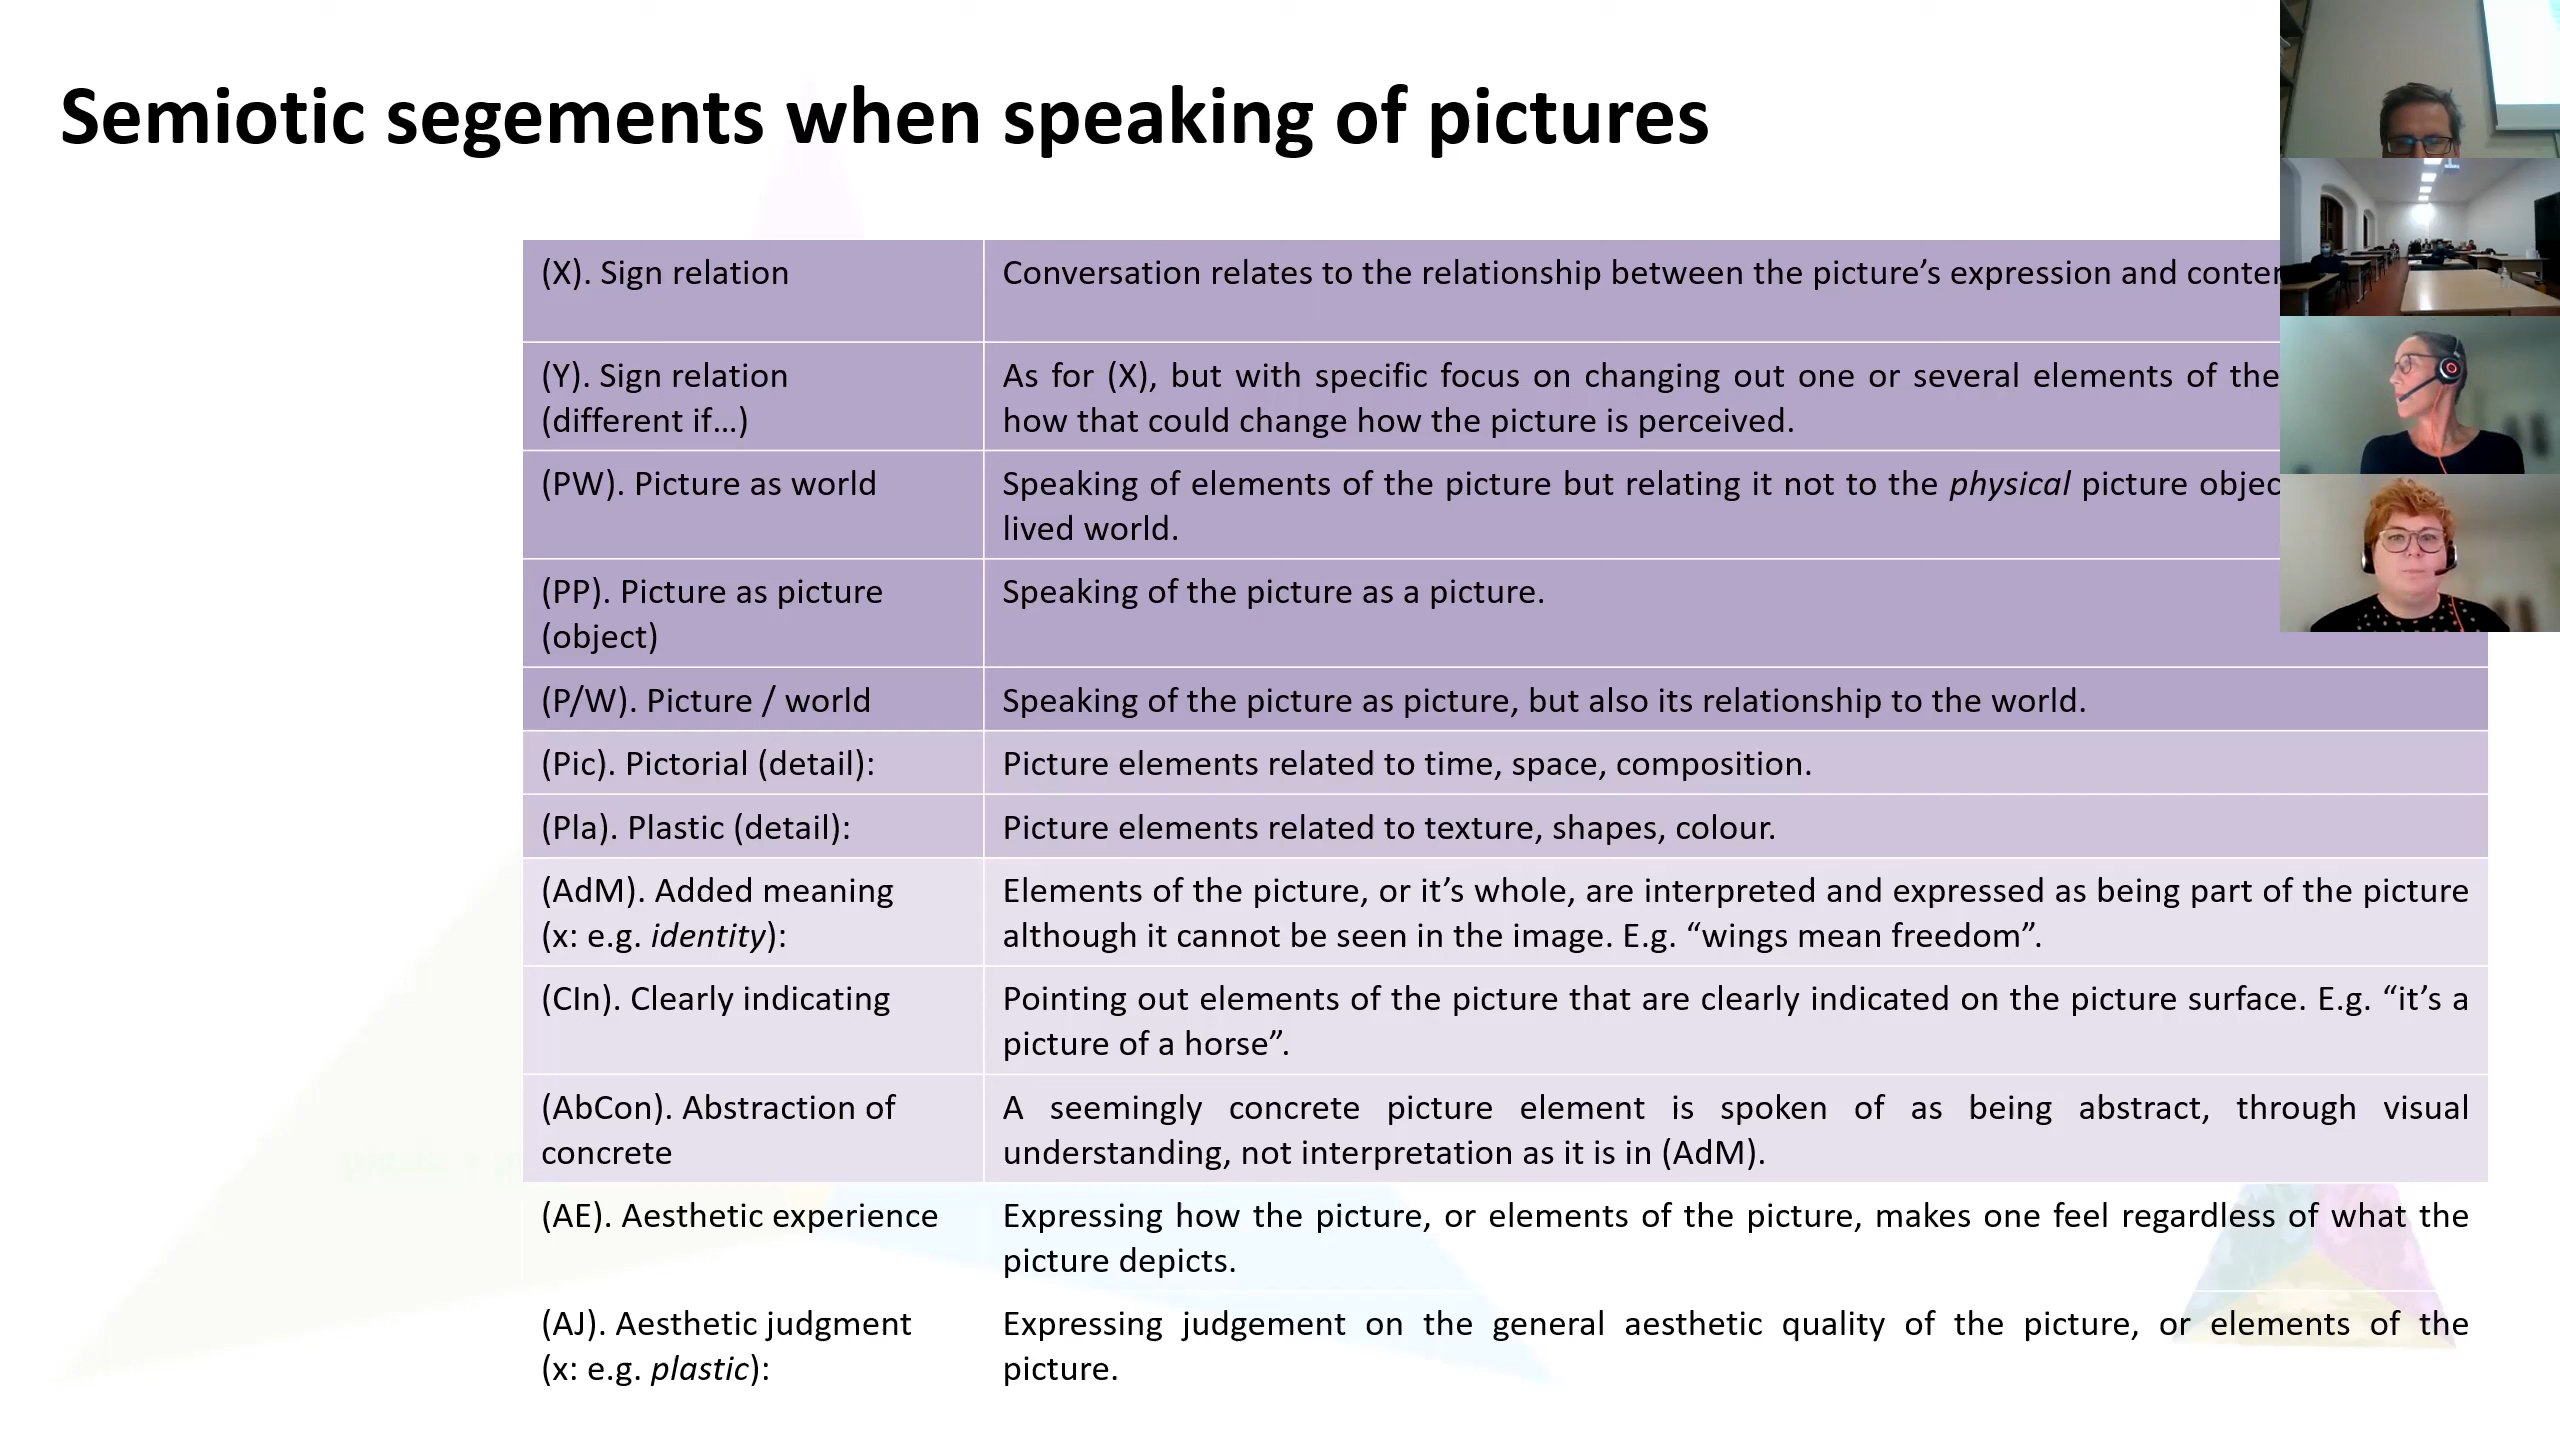 Semiotic segements when speaking of pictures
(X). Sign relation
Conversation relates to the relationship between the picture's expression and
(Y). Sign relation
(different if…)
As for (X), but with specific focus on changing out one or several elements of the
how that could change how the picture is perceived.
(PW). Picture as world
Speaking of elements of the picture but relating it not to the physical picture
lived world.
(PP). Picture as picture
(object)
Speaking of the picture as a picture.
(P/W). Picture / world
Speaking of the picture as picture, but also its relationship to the world.
(Pic). Pictorial (detail):
Picture elements related to time, space, composition.
(Pla). Plastic (detail):
Picture elements related to texture, shapes, colour.
(AdM). Added meaning
(x: e.g. identity):
Elements of the picture, or it's whole, are interpreted and expressed as being part of the picture
although it cannot be seen in the image. E.g. “wings mean freedom”.
(CIn). Clearly indicating
Pointing out elements of the picture that are clearly indicated on the picture surface. E.g. “it's a
picture of a horse”.
(AbCon). Abstraction of
concrete
A seemingly concrete picture element is spoken of as being abstract, through visual
understanding, not interpretation as it is in (AdM).
(AE). Aesthetic experience
Expressing how the picture, or elements of the picture, makes one feel regardless of what the
picture depicts.
(AJ). Aesthetic judgment
(x: e.g. plastic):
Expressing judgement on the general aesthetic quality of the picture, or elements of the
picture.